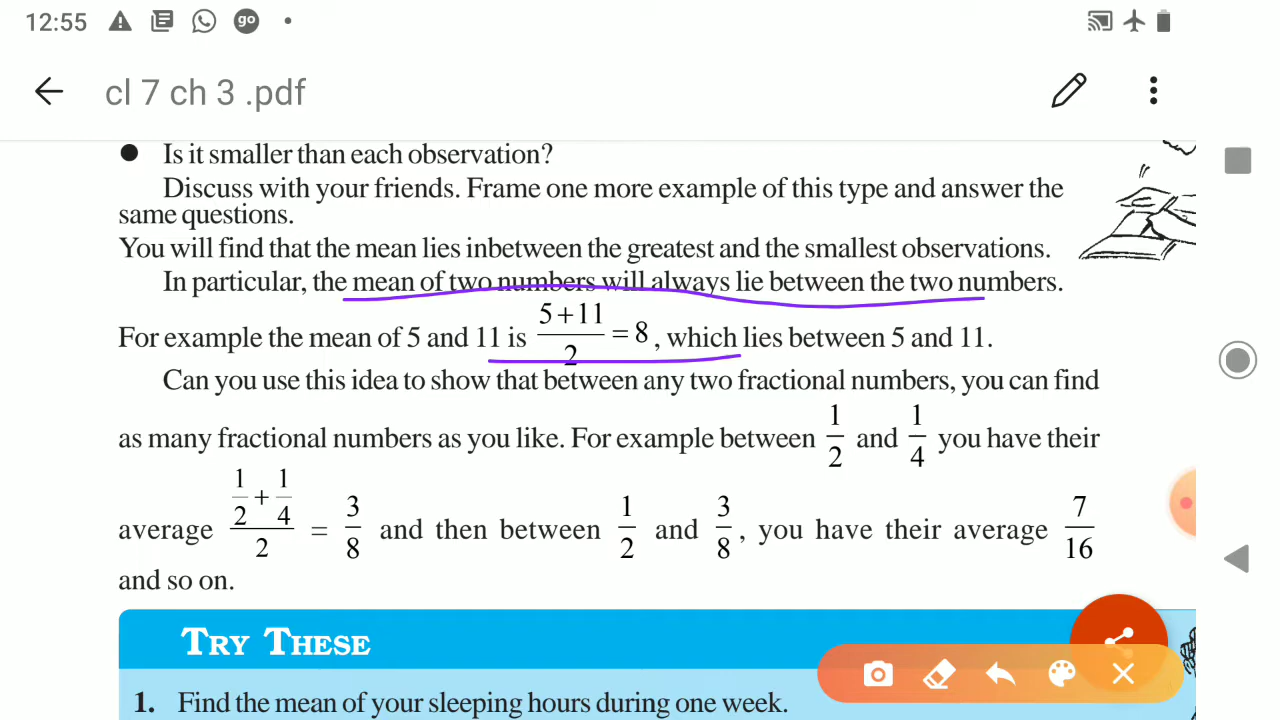 12:55 go
cl 7 ch 3 .pdf
● Is it smaller than each observation?
Discuss with your friends. Frame one more example of this type and answer the
same questions.
You will find that the mean lies inbetween the greatest and the smallest observations.
In particular, the mean of two numbers will always lie between the two numbers.
For example the mean of 5 and 11 is (5+11)/2 = 8, which lies between 5 and 11.
Can you use this idea to show that between any two fractional numbers, you can find
as many fractional numbers as you like. For example between 1/2 and 1/4 you have their
average (1/2 + 1/4)/2 = 3/8 and then between 1/2 and 3/8, you have their average 7/16
and so on.
TRY THESE
1. Find the mean of your sleeping hours during one week.